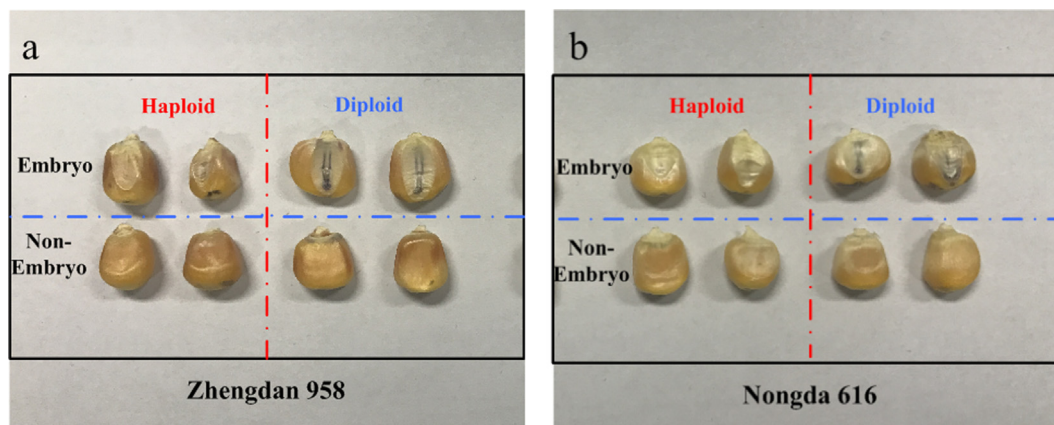 a
Haploid
Diploid
Embryo
Non-
Embryo
Zhengdan 958
b
Haploid
Diploid
Embryo
Non-
Embryo
Nongda 616